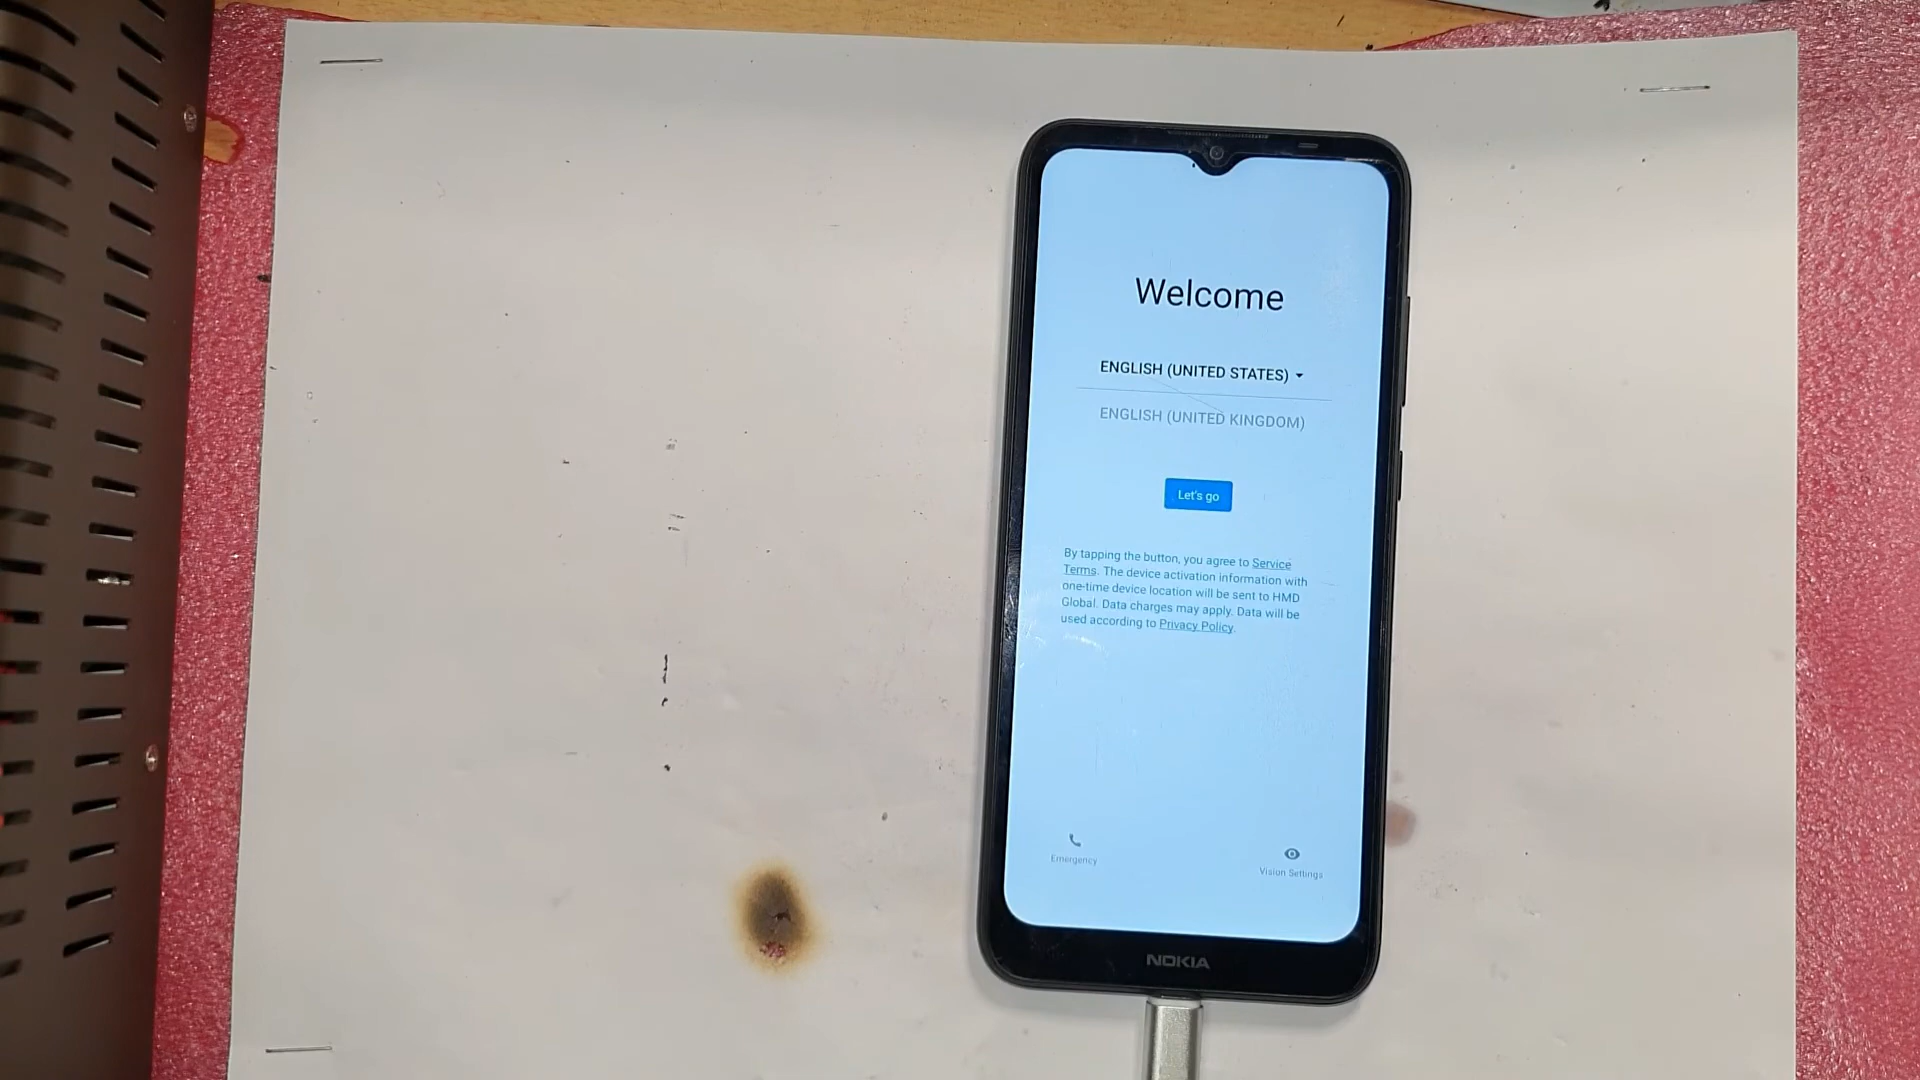 Welcome
ENGLISH (UNITED STATES)
ENGLISH (UNITED KINGDOM)
Let's go
By tapping the button, you agree to Service
Terms. The device activation information with
one-time device location will be sent to HMD
Global. Data charges may apply. Data will be
used according to Privacy Policy.
Emergency
Vision Settings
NOKIA